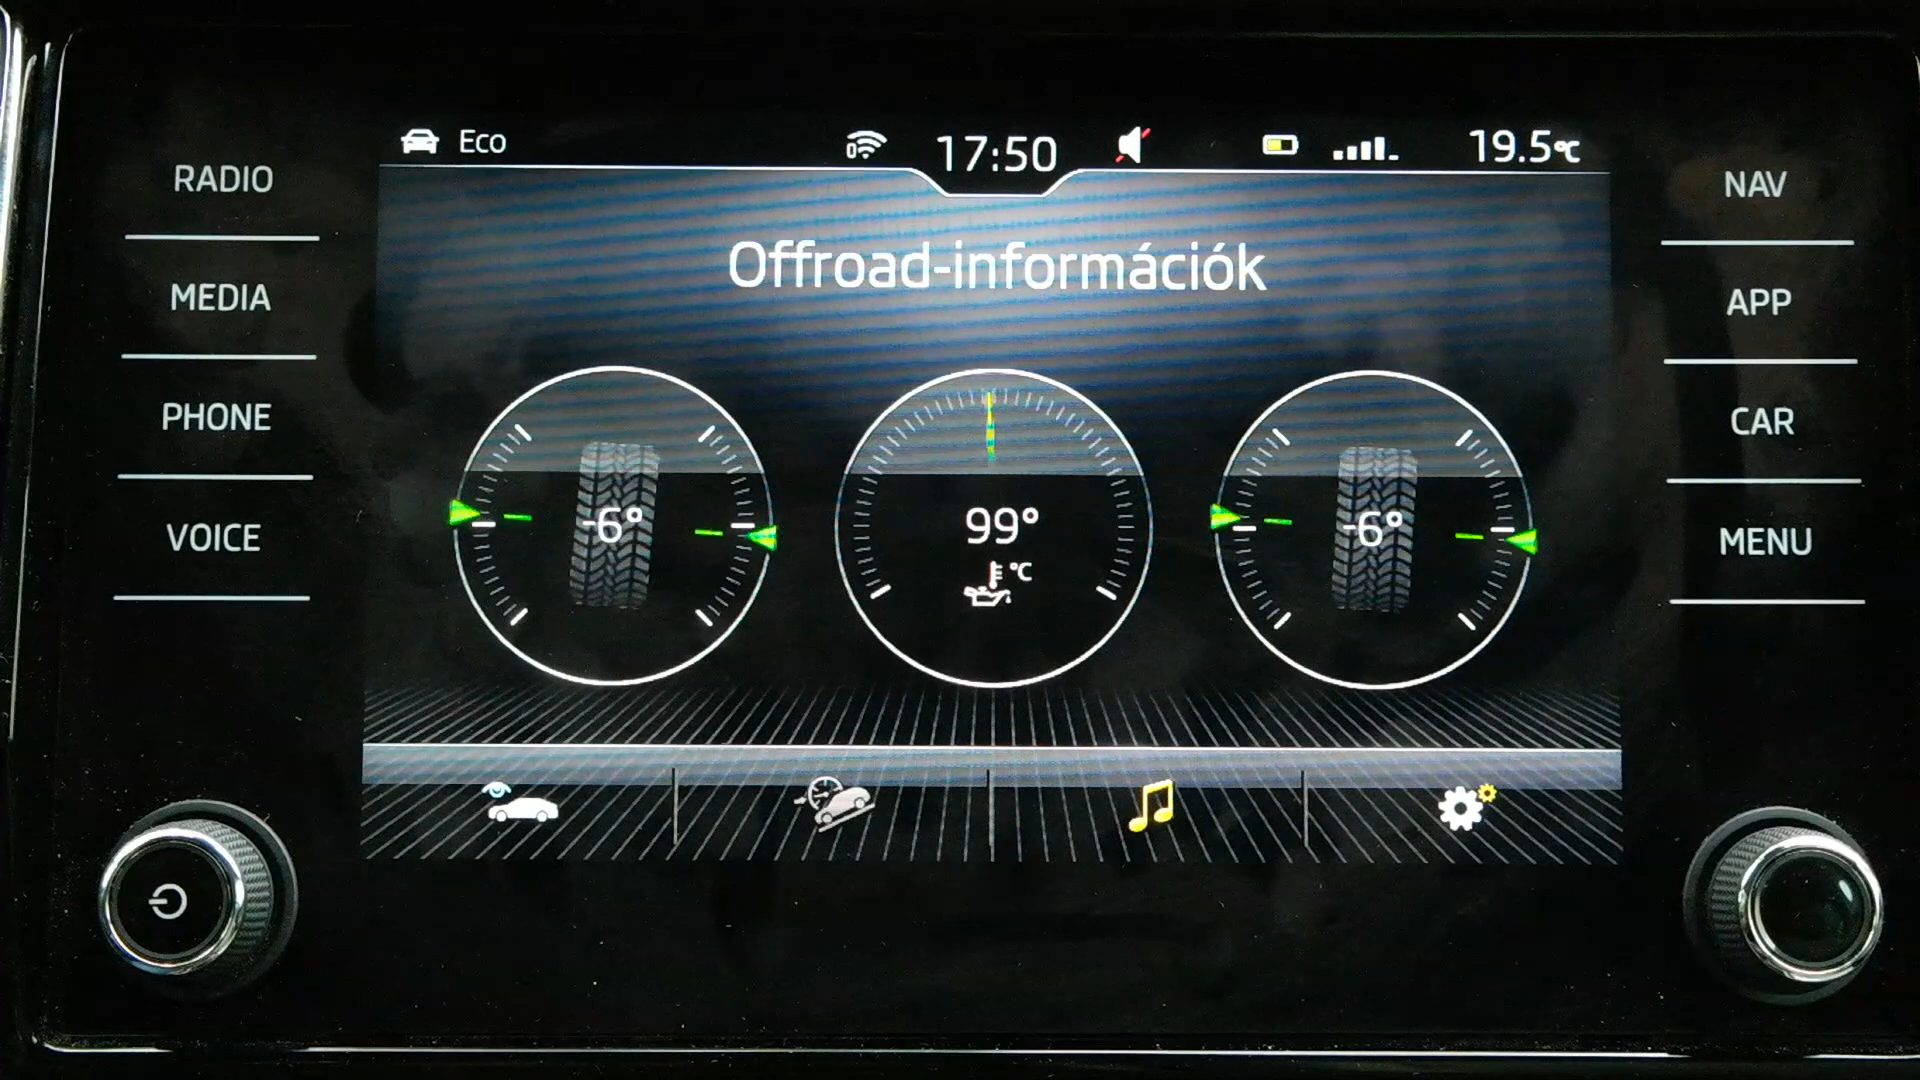 Eco
17:50
19.5°C
RADIO
MEDIA
PHONE
VOICE
NAV
APP
CAR
MENU
Offroad-információk
-6°
99°
°C
-6°